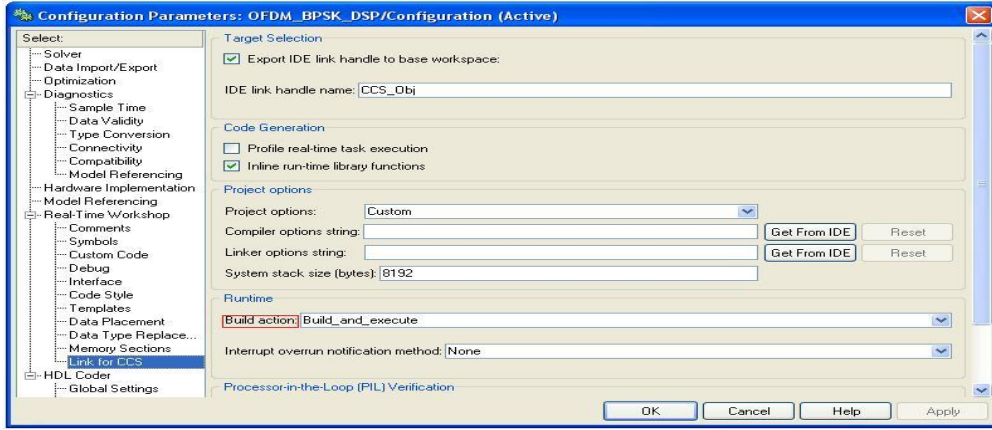 Configuration Parameters: OFDM_BPSK_DSP/Configuration (Active)
Select:
Solver
Data Import/Export
Optimization
Diagnostics
Sample Time
Data Validity
Type Conversion
Connectivity
Compatibility
Model Referencing
Hardware Implementation
Model Referencing
Real-Time Workshop
Comments
Symbols
Custom Code
Debug
Interface
Code Style
Templates
Data Placement
Data Type Replace...
Memory Sections
Link for CCS
HDL Coder
Global Settings
Target Selection
Export IDE link handle to base workspace:
IDE link handle name: CCS_Obj
Code Generation
Profile real-time task execution
Inline run-time library functions
Project options
Project options: Custom
Compiler options string: Get From IDE Reset
Linker options string: Get From IDE Reset
System stack size (bytes): 8192
Runtime
Build action: Build_and_execute
Interrupt overrun notification method: None
Processor-in-the-Loop (PIL) Verification
OK Cancel Help Apply